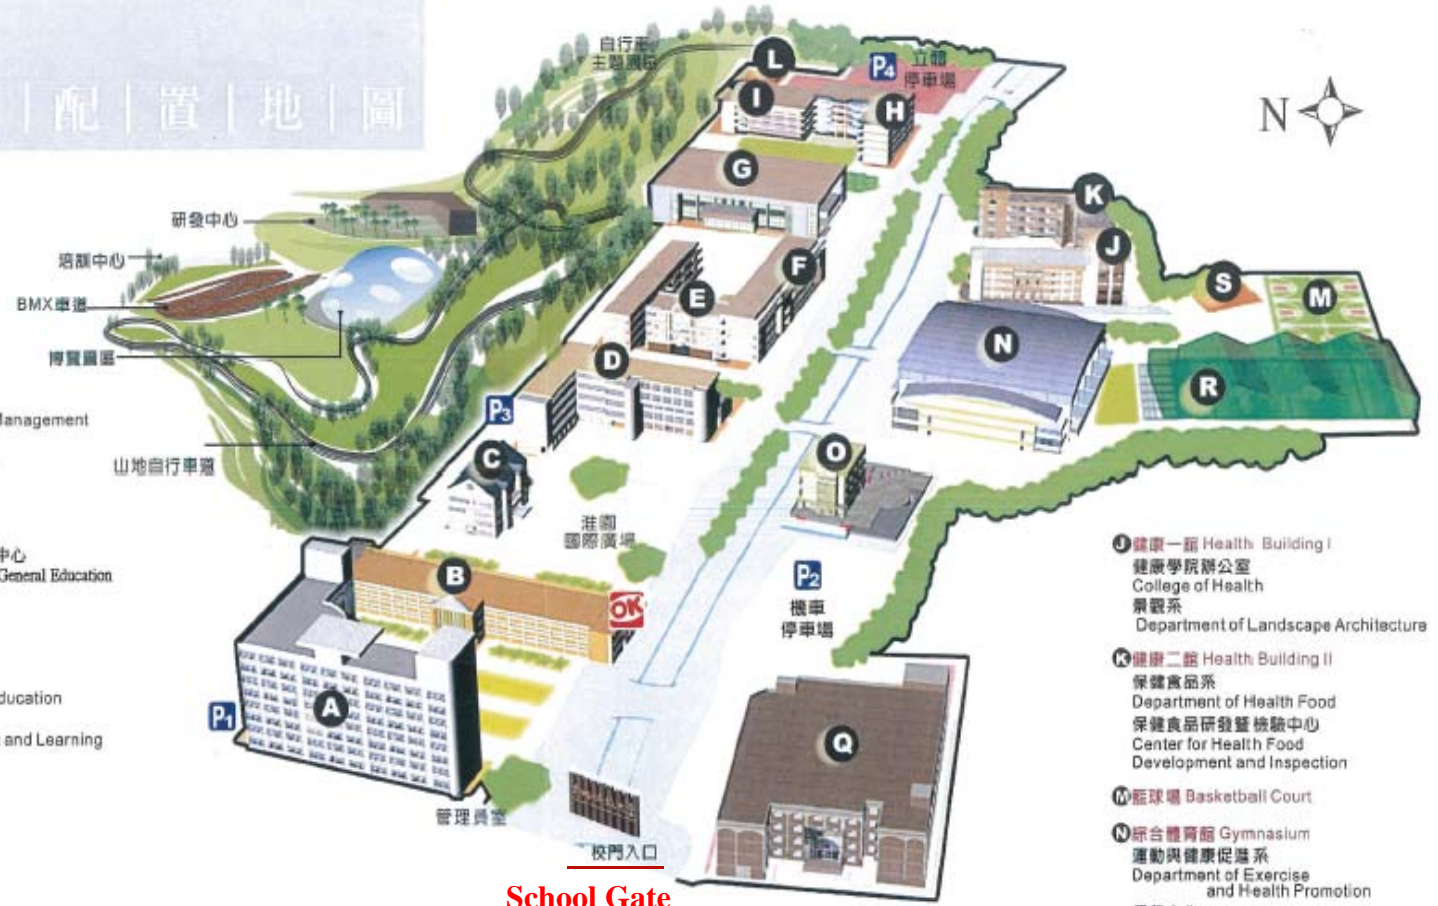 配 置 地 圖
自行車
主題園區
P4
立體
停車場
N
L
I
H
G
K
J
S
M
研發中心
培訓中心
BMX車道
博覽園區
F
E
N
D
R
Management
P3
山地自行車道
C
O
淮園
國際廣場
中心
General Education
B
P2
機車
停車場
OK
ducation
and Learning
A
P1
Q
管理員室
校門入口
School Gate
J 健康一館 Health Building I
健康學院辦公室
College of Health
景觀系
Department of Landscape Architecture
K 健康二館 Health Building II
保健食品系
Department of Health Food
保健食品研發暨檢驗中心
Center for Health Food
Development and Inspection
M 籃球場 Basketball Court
N 綜合體育館 Gymnasium
運動與健康促進系
Department of Exercise
and Health Promotion